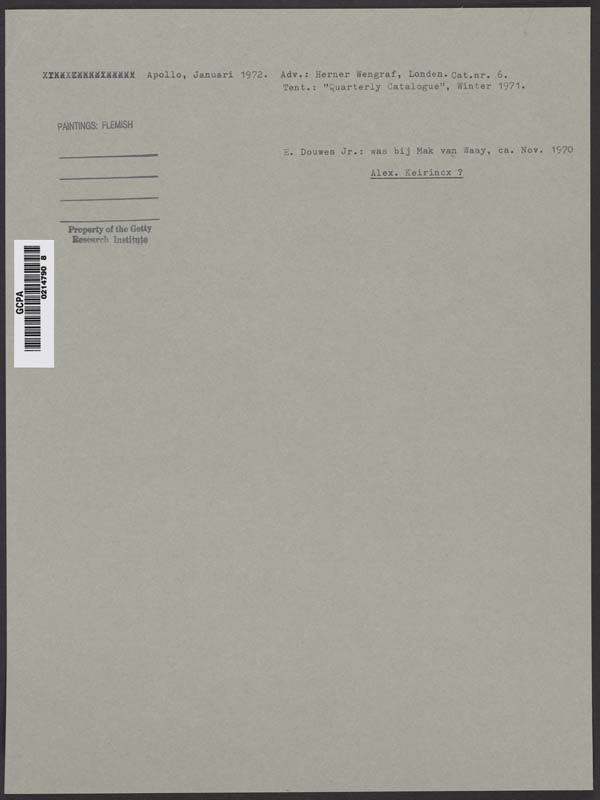 Apollo, Januari 1972. Adv.: Herner Wengraf, Londen. Cat.nr. 6.
Tent.: "Quarterly Catalogue", Winter 1971.
PAINTINGS: FLEMISH
E. Douwes Jr.: was bij Mak van Waay, ca. Nov. 1970
Alex. Keirincx ?
Property of the Getty
Research Institute
GCPA
0214790 8